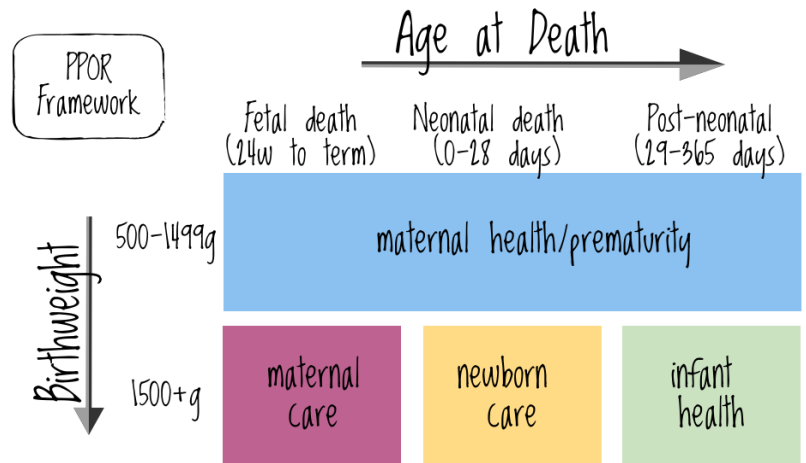 PPOR
Framework
Age at Death
Fetal death
(24w to term)
Neonatal death
(0-28 days)
Post-neonatal
(29-365 days)
Birthweight
500-1499g
maternal health/prematurity
1500+g
maternal
care
newborn
care
infant
health